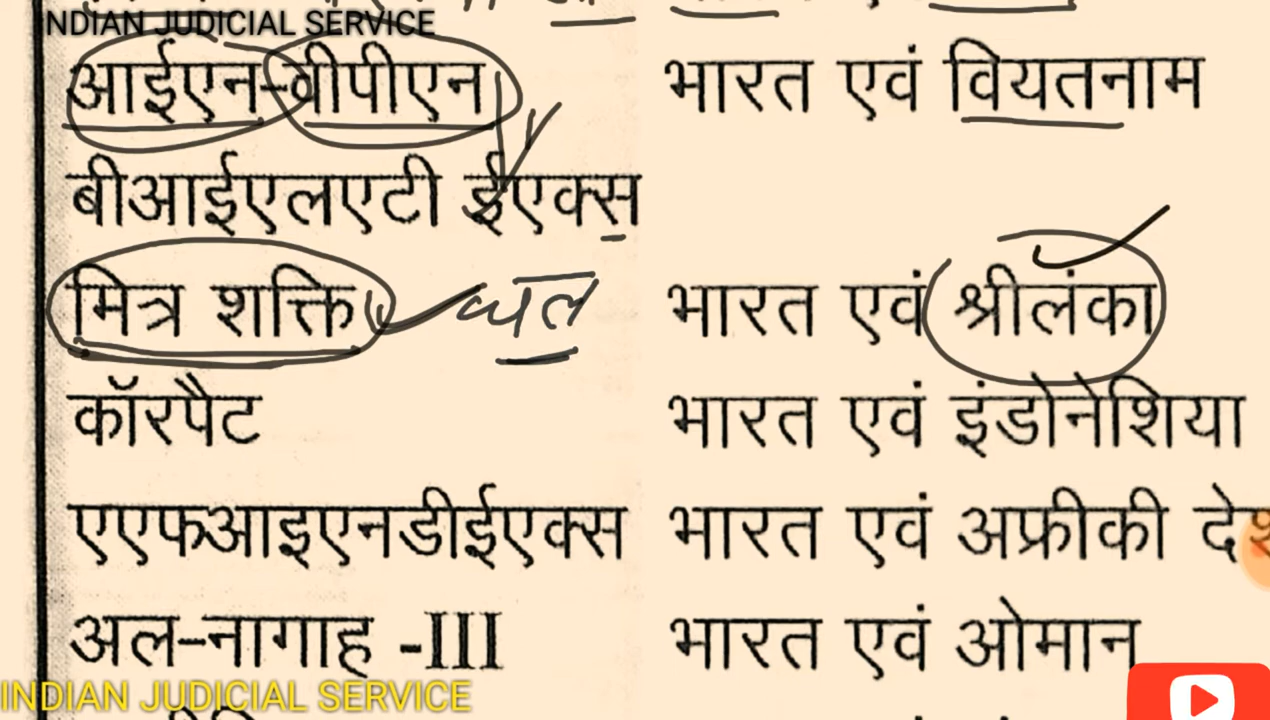 INDIAN JUDICIAL SERVICE
आईएन-वीपीएन भारत एवं वियतनाम
बीआईएलएटी ईएक्स
मित्र शक्ति थल भारत एवं श्रीलंका
कॉरपैट भारत एवं इंडोनेशिया
एएफआइएनडीईएक्स भारत एवं अफ्रीकी
अल-नागाह -III भारत एवं ओमान
INDIAN JUDICIAL SERVICE